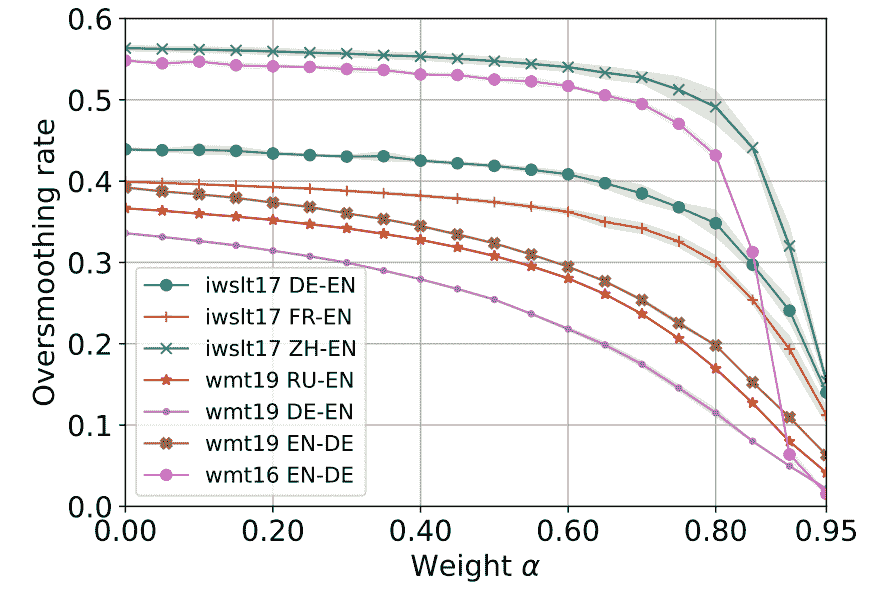 0.6
0.5
0.4
0.3
0.2
0.1
0.0
Oversmoothing rate
iwslt17 DE-EN
iwslt17 FR-EN
iwslt17 ZH-EN
wmt19 RU-EN
wmt19 DE-EN
wmt19 EN-DE
wmt16 EN-DE
0.00 0.20 0.40 0.60 0.80 0.95
Weight α